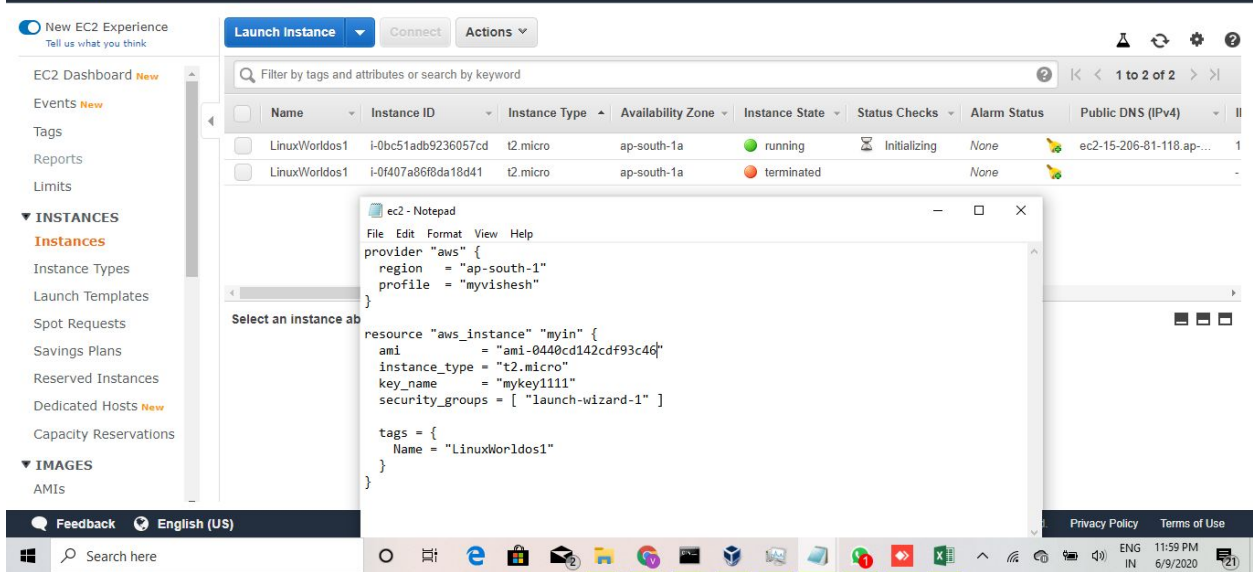 New EC2 Experience
Tell us what you think
Launch Instance Connect Actions
EC2 Dashboard New
Events New
Tags
Reports
Limits
INSTANCES
Instances
Instance Types
Launch Templates
Spot Requests
Savings Plans
Reserved Instances
Dedicated Hosts New
Capacity Reservations
IMAGES
AMIs
Filter by tags and attributes or search by keyword
1 to 2 of 2
Name Instance ID Instance Type Availability Zone Instance State Status Checks Alarm Status Public DNS (IPv4)
LinuxWorldos1 i-0bc51adb9236057cd t2.micro ap-south-1a running Initializing None ec2-15-206-81-118.ap-... 1
LinuxWorldos1 i-0f407a86f8da18d41 t2.micro ap-south-1a terminated None -
Select an instance ab
ec2 - Notepad
File Edit Format View Help
provider "aws" {
  region   = "ap-south-1"
  profile  = "myvishesh"
}
resource "aws_instance" "myin" {
  ami           = "ami-0440cd142cdf93c46"
  instance_type = "t2.micro"
  key_name      = "mykey1111"
  security_groups = [ "launch-wizard-1" ]
  tags = {
    Name = "LinuxWorldos1"
  }
}
Feedback English (US)
Privacy Policy Terms of Use
Search here
2
1
ENG
IN
11:59 PM
6/9/2020
21